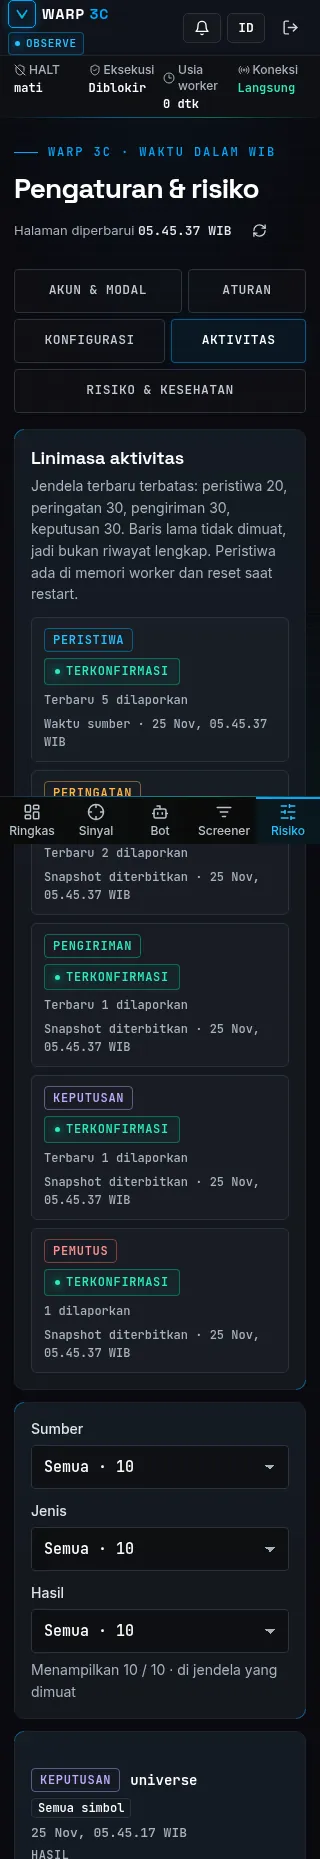 WARP 3C
OBSERVE
ID
HALT
mati
Eksekusi
Diblokir
Usia
worker
0 dtk
Koneksi
Langsung
WARP 3C · WAKTU DALAM WIB
Pengaturan & risiko
Halaman diperbarui 05.45.37 WIB
AKUN & MODAL
ATURAN
KONFIGURASI
AKTIVITAS
RISIKO & KESEHATAN
Linimasa aktivitas
Jendela terbaru terbatas: peristiwa 20,
peringatan 30, pengiriman 30,
keputusan 30. Baris lama tidak dimuat,
jadi bukan riwayat lengkap. Peristiwa
ada di memori worker dan reset saat
restart.
PERISTIWA
TERKONFIRMASI
Terbaru 5 dilaporkan
Waktu sumber · 25 Nov, 05.45.37
WIB
PERINGATAN
Ringkas
Sinyal
Bot
Screener
Risiko
Terbaru 2 dilaporkan
Snapshot diterbitkan · 25 Nov,
05.45.37 WIB
PENGIRIMAN
TERKONFIRMASI
Terbaru 1 dilaporkan
Snapshot diterbitkan · 25 Nov,
05.45.37 WIB
KEPUTUSAN
TERKONFIRMASI
Terbaru 1 dilaporkan
Snapshot diterbitkan · 25 Nov,
05.45.37 WIB
PEMUTUS
TERKONFIRMASI
1 dilaporkan
Snapshot diterbitkan · 25 Nov,
05.45.37 WIB
Sumber
Semua · 10
Jenis
Semua · 10
Hasil
Semua · 10
Menampilkan 10 / 10 · di jendela yang
dimuat
KEPUTUSAN universe
Semua simbol
25 Nov, 05.45.17 WIB
HASIL